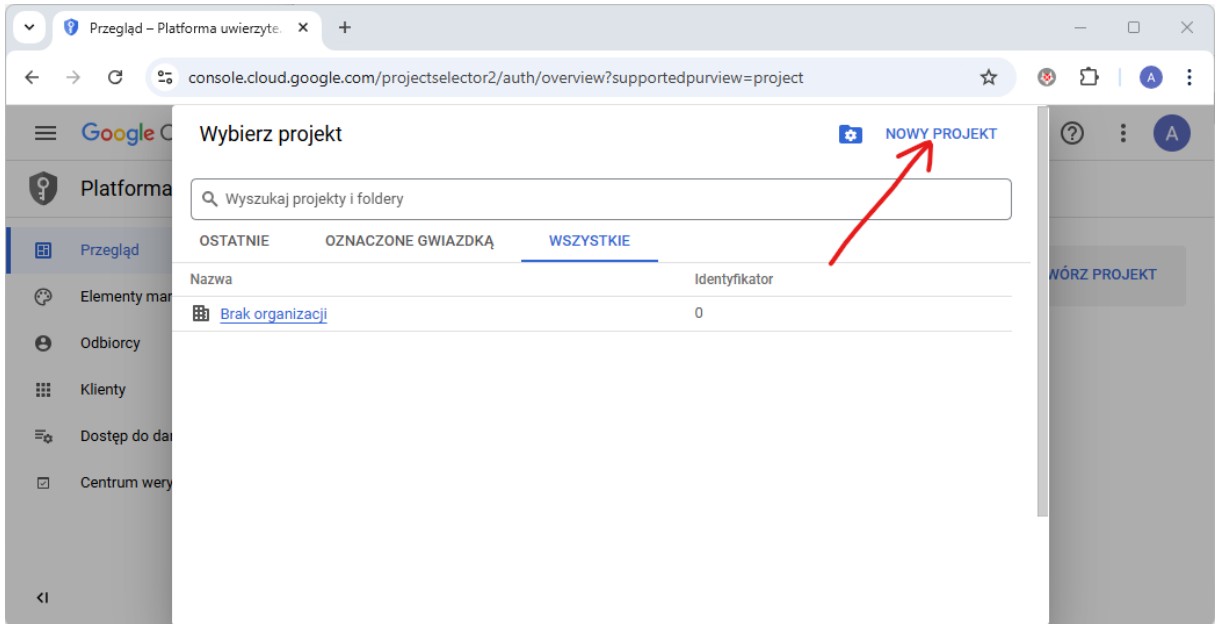 Przegląd – Platforma uwierzyte
console.cloud.google.com/projectselector2/auth/overview?supportedpurview=project
A
Google C
Wybierz projekt
NOWY PROJEKT
A
Platforma
Wyszukaj projekty i foldery
OSTATNIE OZNACZONE GWIAZDKĄ WSZYSTKIE
Przegląd
Nazwa Identyfikator
WÓRZ PROJEKT
Elementy mar
Brak organizacji 0
Odbiorcy
Klienty
Dostęp do dan
Centrum wery